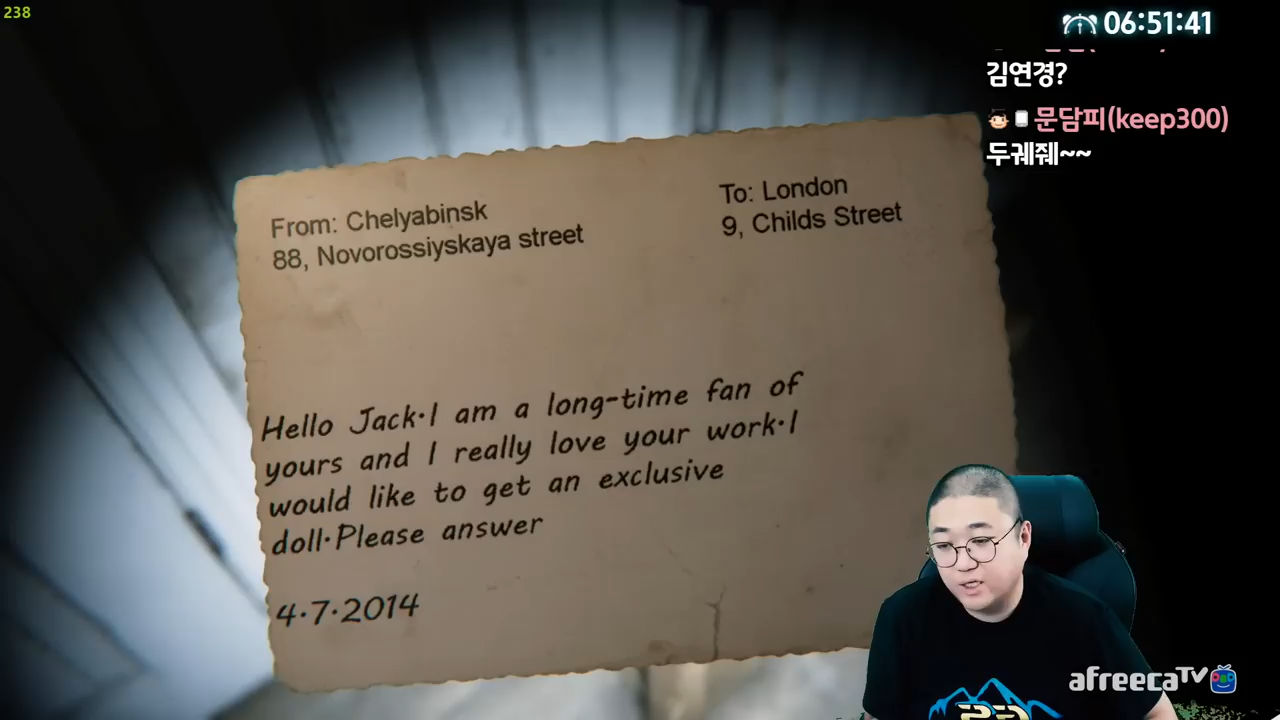 238
06:51:41
김연경?
문담피(keep300)
두궤줴~~
From: Chelyabinsk
88, Novorossiyskaya street
To: London
9, Childs Street
Hello Jack.I am a long-time fan of
yours and I really love your work.I
would like to get an exclusive
doll.Please answer
4.7.2014
afreecaTV